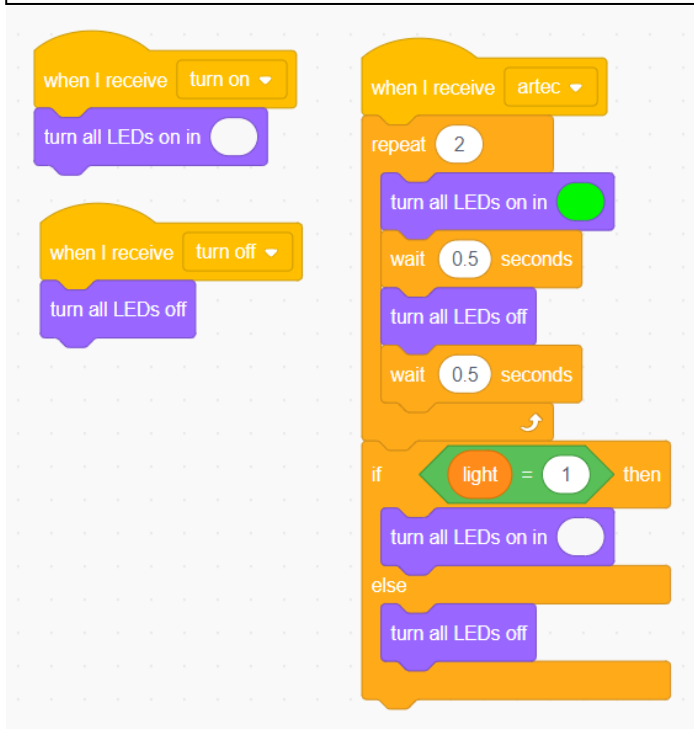 when I receive turn on
turn all LEDs on in
when I receive turn off
turn all LEDs off
when I receive artec
repeat 2
turn all LEDs on in
wait 0.5 seconds
turn all LEDs off
wait 0.5 seconds
if light = 1 then
turn all LEDs on in
else
turn all LEDs off